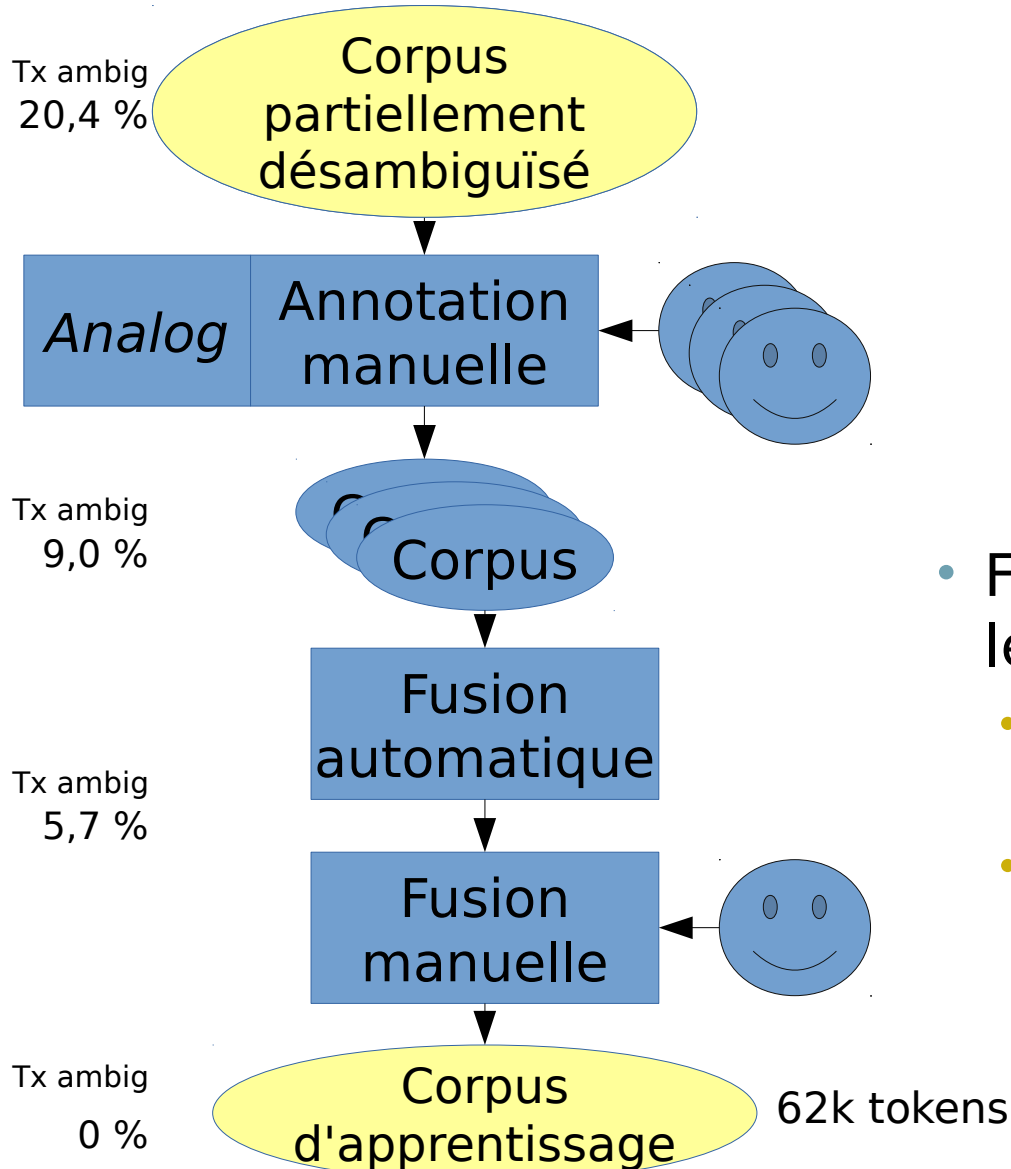 Tx ambig
20,4 %
Corpus
partiellement
désambiguïsé
Analog
Annotation
manuelle
Tx ambig
9,0 %
C
C
Corpus
F
le
Fusion
automatique
Tx ambig
5,7 %
Fusion
manuelle
Tx ambig
0 %
Corpus
d'apprentissage
62k tokens